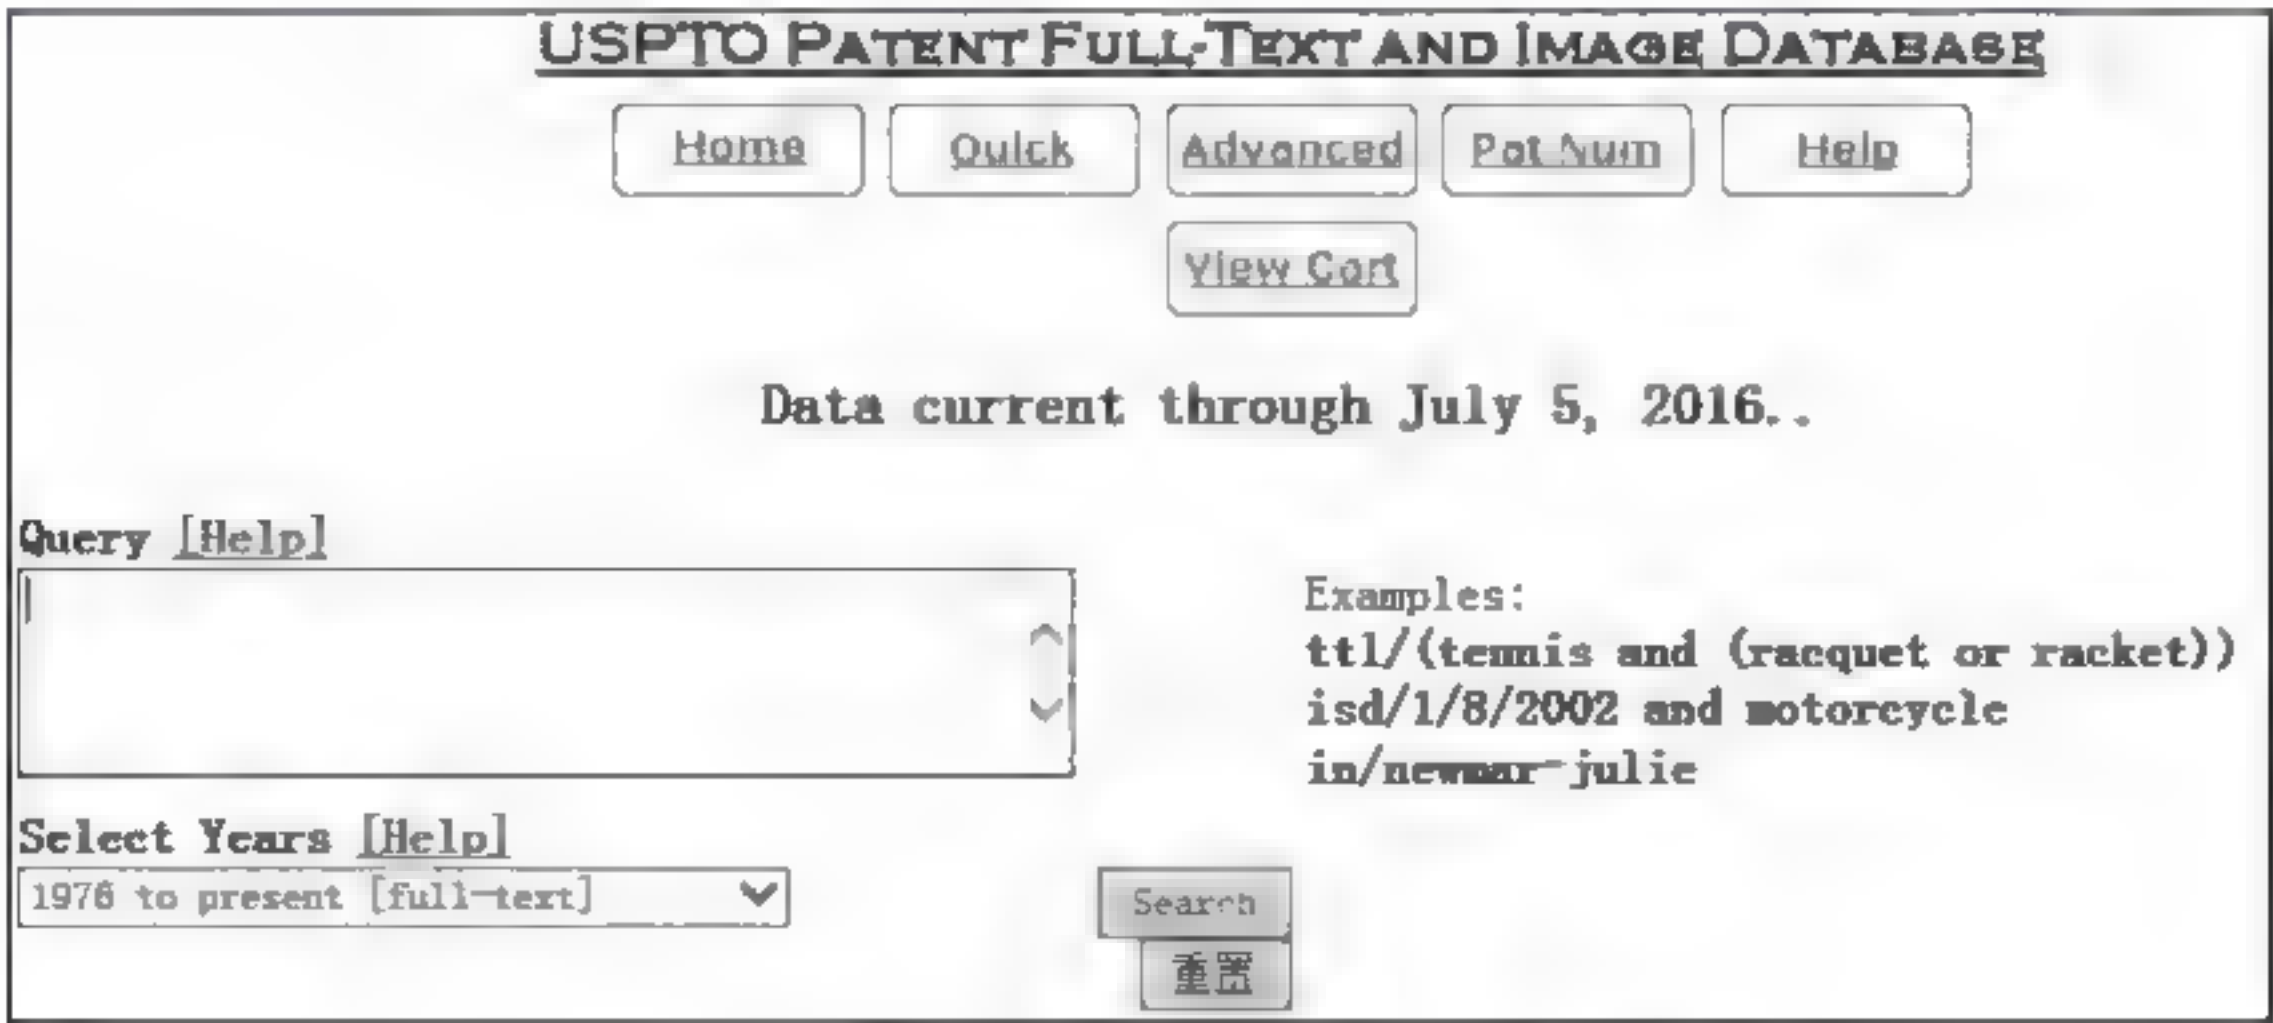 USPTO PATENT FULL-TEXT AND IMAGE DATABASE
Home Quick Advanced Pat Num Help
View Cart
Data current through July 5, 2016..
Query [Help]
Examples:
ttl/(tennis and (racquet or racket))
isd/1/8/2002 and motorcycle
in/newmar-julie
Select Years [Help]
1976 to present [full-text]
Search
重置